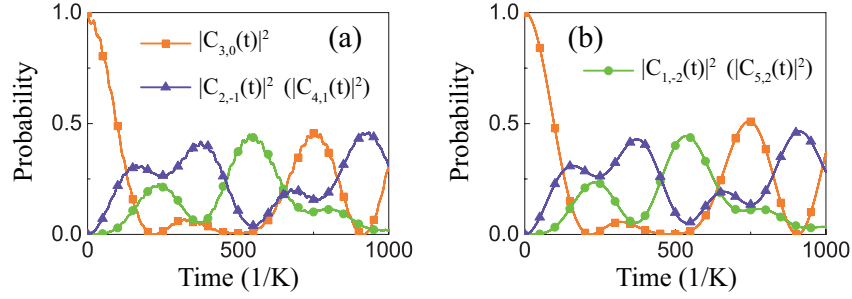 (a)
|C₃,₀(t)|²
|C₂,₋₁(t)|² (|C₄,₁(t)|²)
Probability
1.0
0.5
0.0
0 500 1000
Time (1/K)
(b)
|C₁,₋₂(t)|² (|C₅,₂(t)|²)
Probability
1.0
0.5
0.0
0 500 1000
Time (1/K)